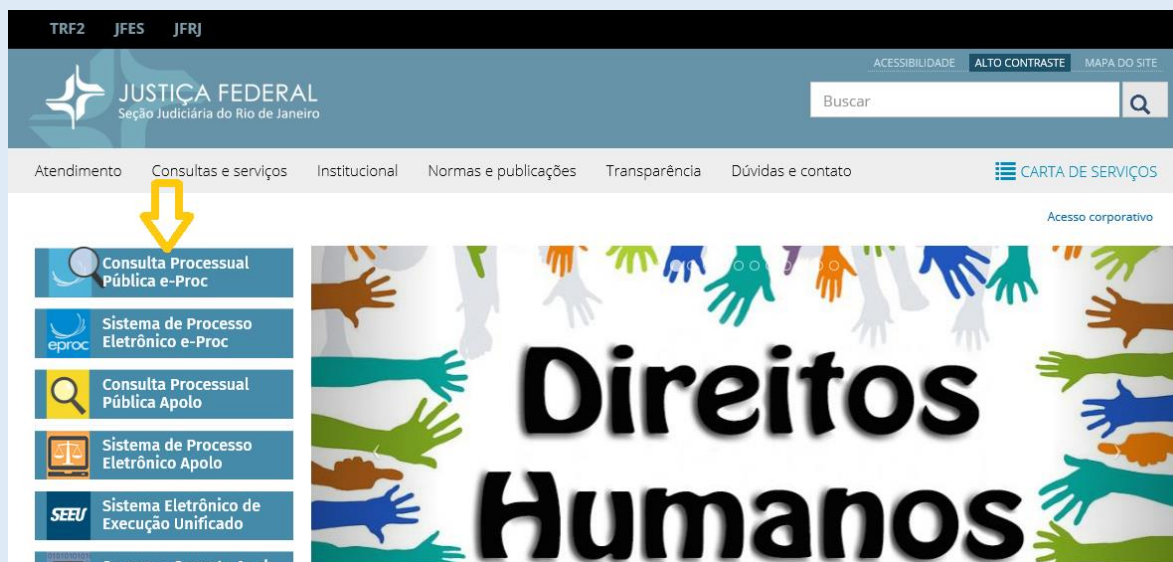 TRF2 JFES JFRJ
ACESSIBILIDADE ALTO CONTRASTE MAPA DO SITE
JUSTIÇA FEDERAL
Seção Judiciária do Rio de Janeiro
Buscar
Atendimento Consultas e serviços Institucional Normas e publicações Transparência Dúvidas e contato CARTA DE SERVIÇOS
Acesso corporativo
Consulta Processual
Pública e-Proc
eproc
Sistema de Processo
Eletrônico e-Proc
Consulta Processual
Pública Apolo
Sistema de Processo
Eletrônico Apolo
SEEU
Sistema Eletrônico de
Execução Unificado
Direitos
Humanos